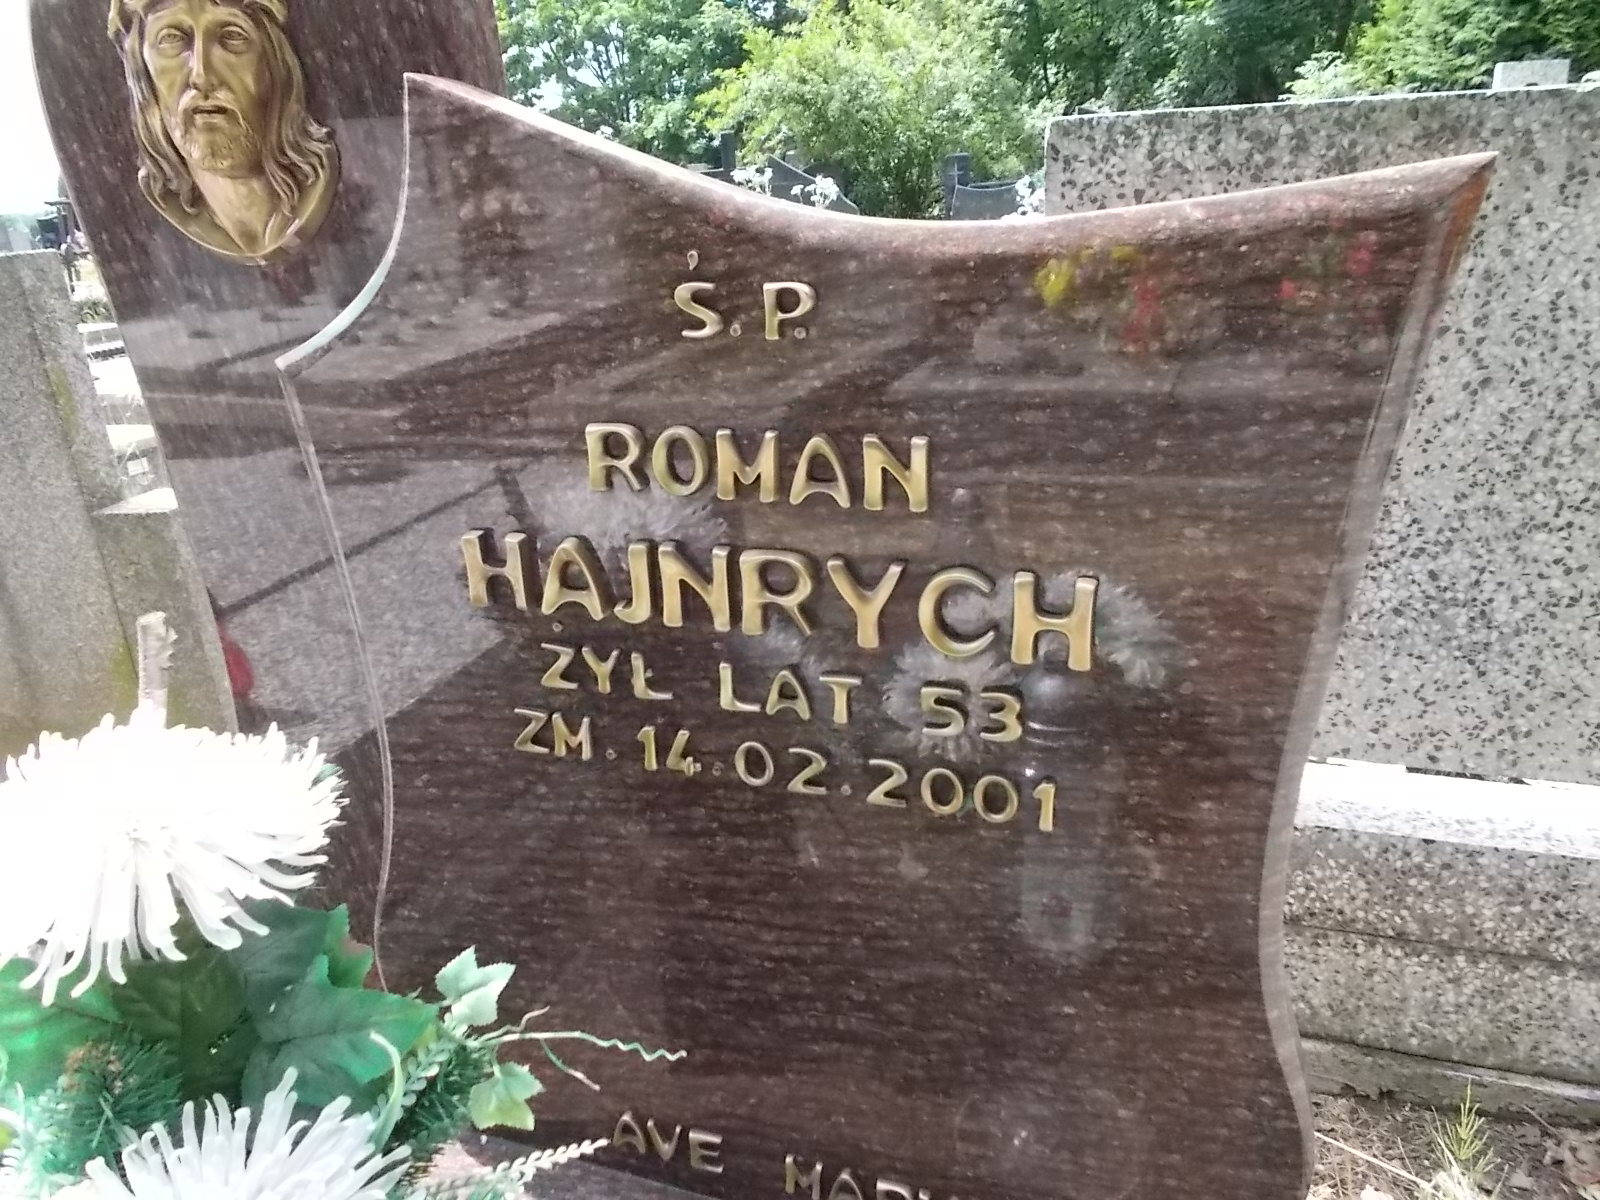 Ś.P.
ROMAN
HAJNRYCH
ŻYŁ LAT 53
ZM. 14.02.2001
AVE